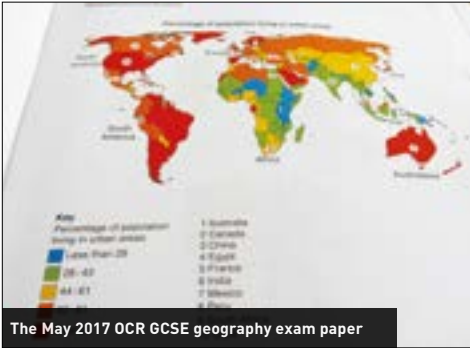 Percentage of population living in urban areas
South
America
Africa
Key
Percentage of population
living in urban areas
Less than 28
28-43
44-61
1 Australia
2 Canada
3 China
4 Egypt
5 France
6 India
7 Mexico
8 Peru
The May 2017 OCR GCSE geography exam paper